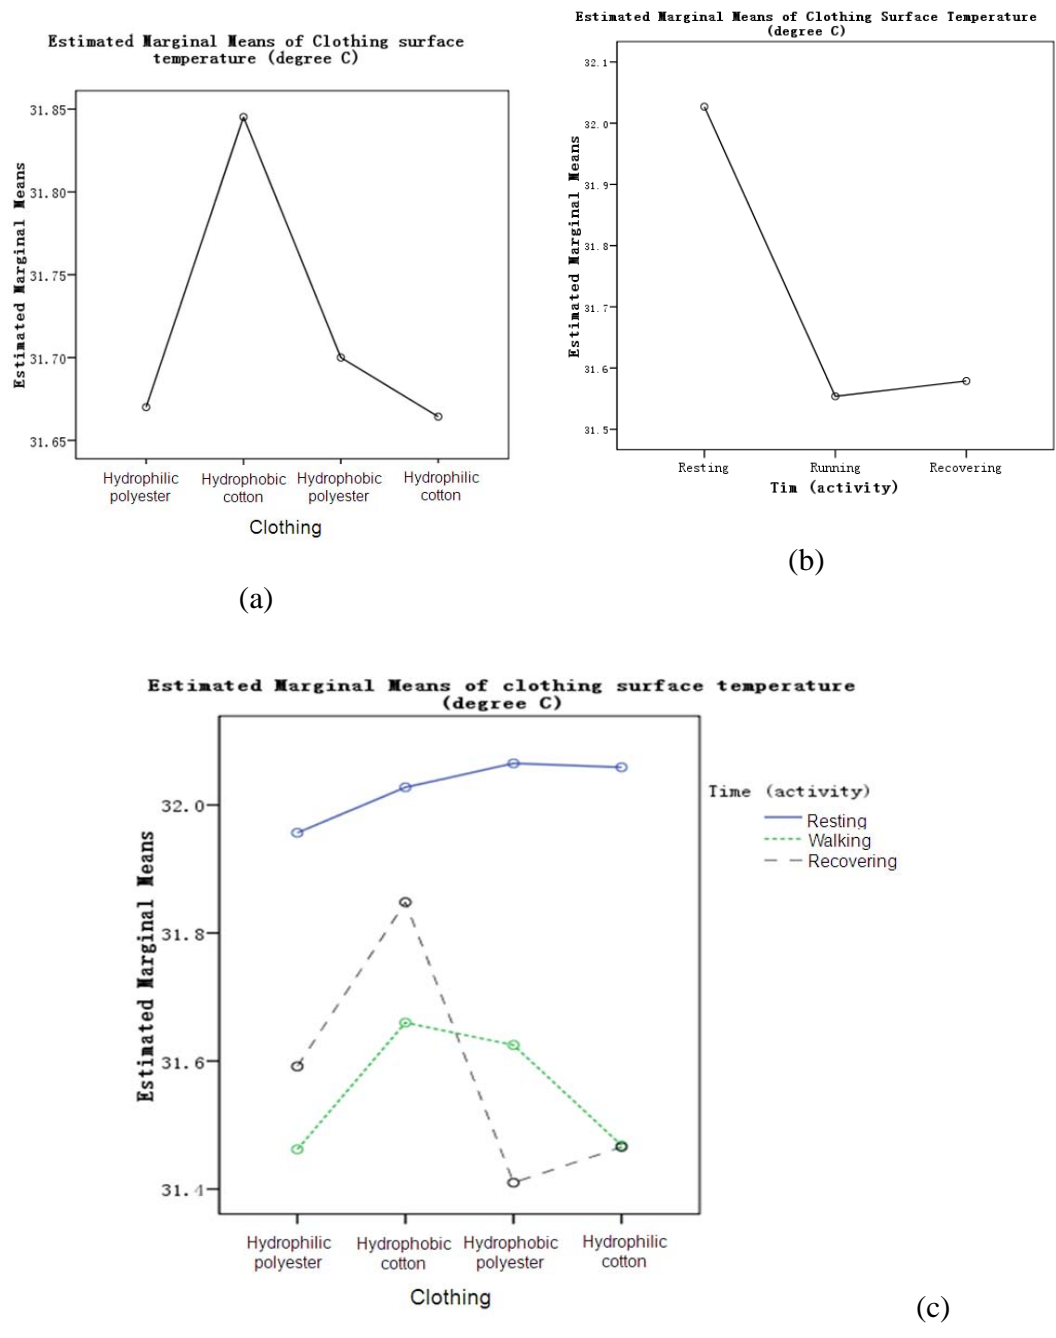 Estimated Marginal Means of Clothing surface
temperature (degree C)
Estimated Marginal Means
31.85
31.80
31.75
31.70
31.65
Hydrophilic
polyester
Hydrophobic
cotton
Hydrophobic
polyester
Hydrophilic
cotton
Clothing
(a)
Estimated Marginal Means of Clothing Surface Temperature
(degree C)
Estimated Marginal Means
32.1
32.0
31.9
31.8
31.7
31.6
31.5
Resting
Running
Recovering
Tim (activity)
(b)
Estimated Marginal Means of clothing surface temperature
(degree C)
Estimated Marginal Means
32.0
31.8
31.6
31.4
Hydrophilic
polyester
Hydrophobic
cotton
Hydrophobic
polyester
Hydrophilic
cotton
Clothing
Time (activity)
Resting
Walking
Recovering
(c)